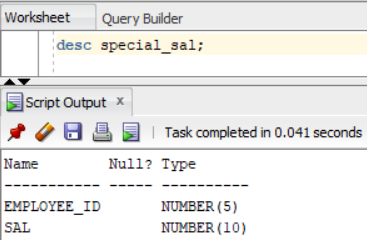 Worksheet Query Builder
desc special_sal;
Script Output x
Task completed in 0.041 seconds
Name Null? Type
----------- ----- ----------
EMPLOYEE_ID NUMBER(5)
SAL NUMBER(10)